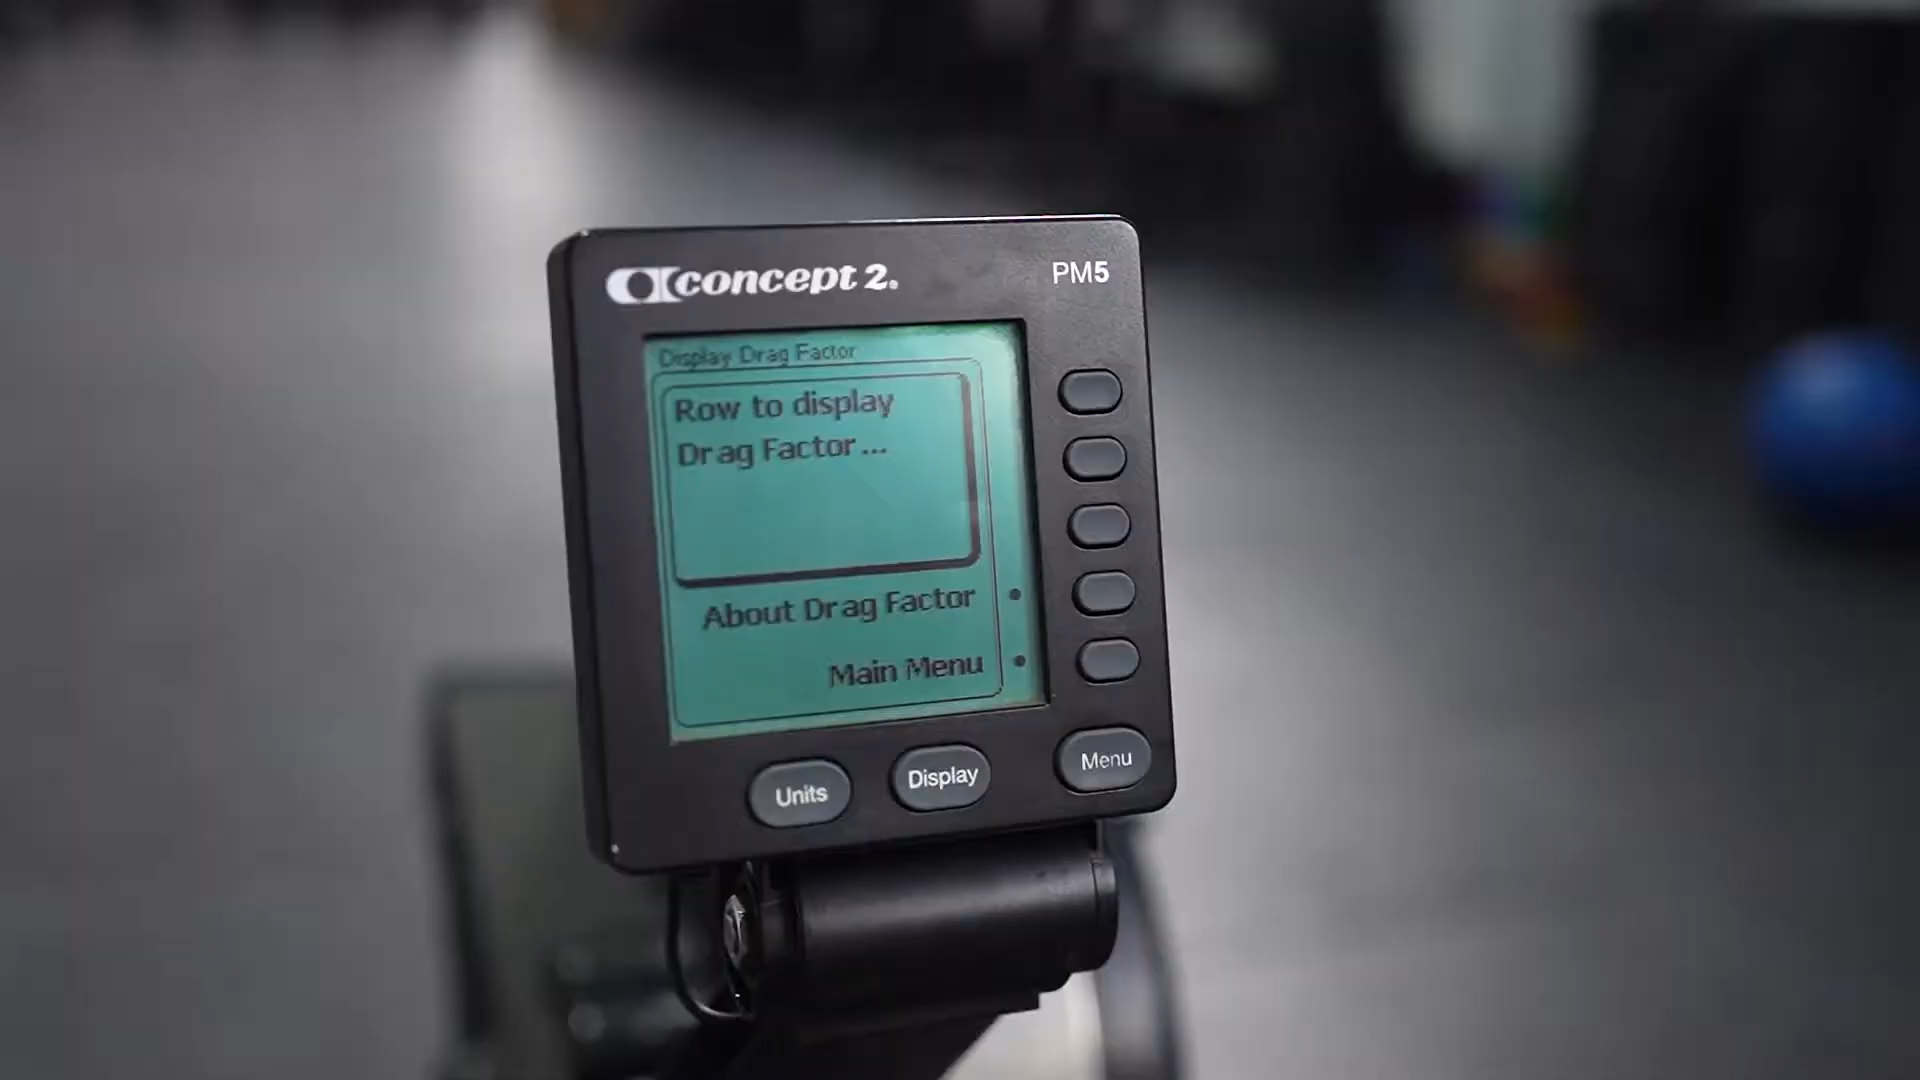 concept 2.
PM5
Display Drag Factor
Row to display
Drag Factor...
About Drag Factor
Main Menu
Units
Display
Menu